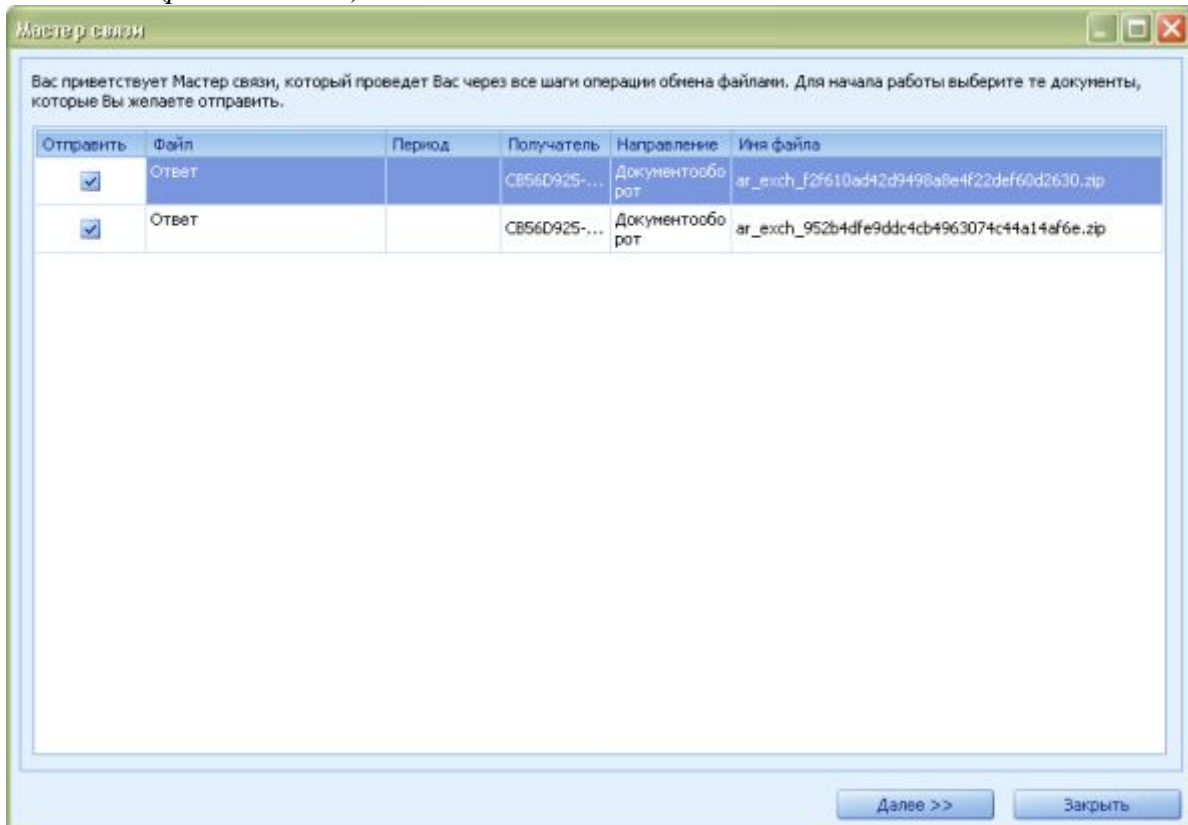 Мастер связи
Вас приветствует Мастер связи, который проведет Вас через все шаги операции обмена файлами. Для начала работы выберите те документы,
которые Вы желаете отправить.
Отправить Файл Период Получатель Направление Имя файла
Ответ CB56D925-... Документообо
рот ar_exch_f2f610ad42d9498a8e4f22def60d2630.zip
Ответ CB56D925-... Документообо
рот ar_exch_952b4dfe9ddc4cb4963074c44a14af6e.zip
Далее >> Закрыть